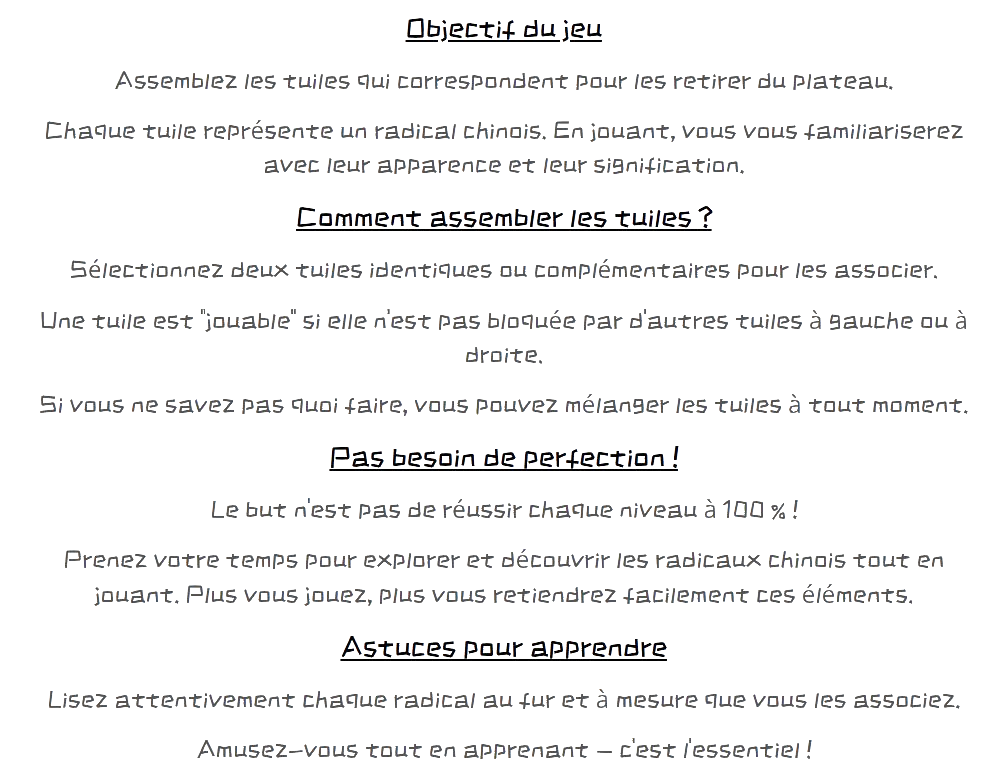 Objectif du jeu
Assemblez les tuiles qui correspondent pour les retirer du plateau.
Chaque tuile représente un radical chinois. En jouant, vous vous familiariserez
avec leur apparence et leur signification.
Comment assembler les tuiles ?
Sélectionnez deux tuiles identiques ou complémentaires pour les associer.
Une tuile est "jouable" si elle n'est pas bloquée par d'autres tuiles à gauche ou à
droite.
Si vous ne savez pas quoi faire, vous pouvez mélanger les tuiles à tout moment.
Pas besoin de perfection !
Le but n'est pas de réussir chaque niveau à 100 % !
Prenez votre temps pour explorer et découvrir les radicaux chinois tout en
jouant. Plus vous jouez, plus vous retiendrez facilement ces éléments.
Astuces pour apprendre
Lisez attentivement chaque radical au fur et à mesure que vous les associez.
Amusez-vous tout en apprenant – c'est l'essentiel !